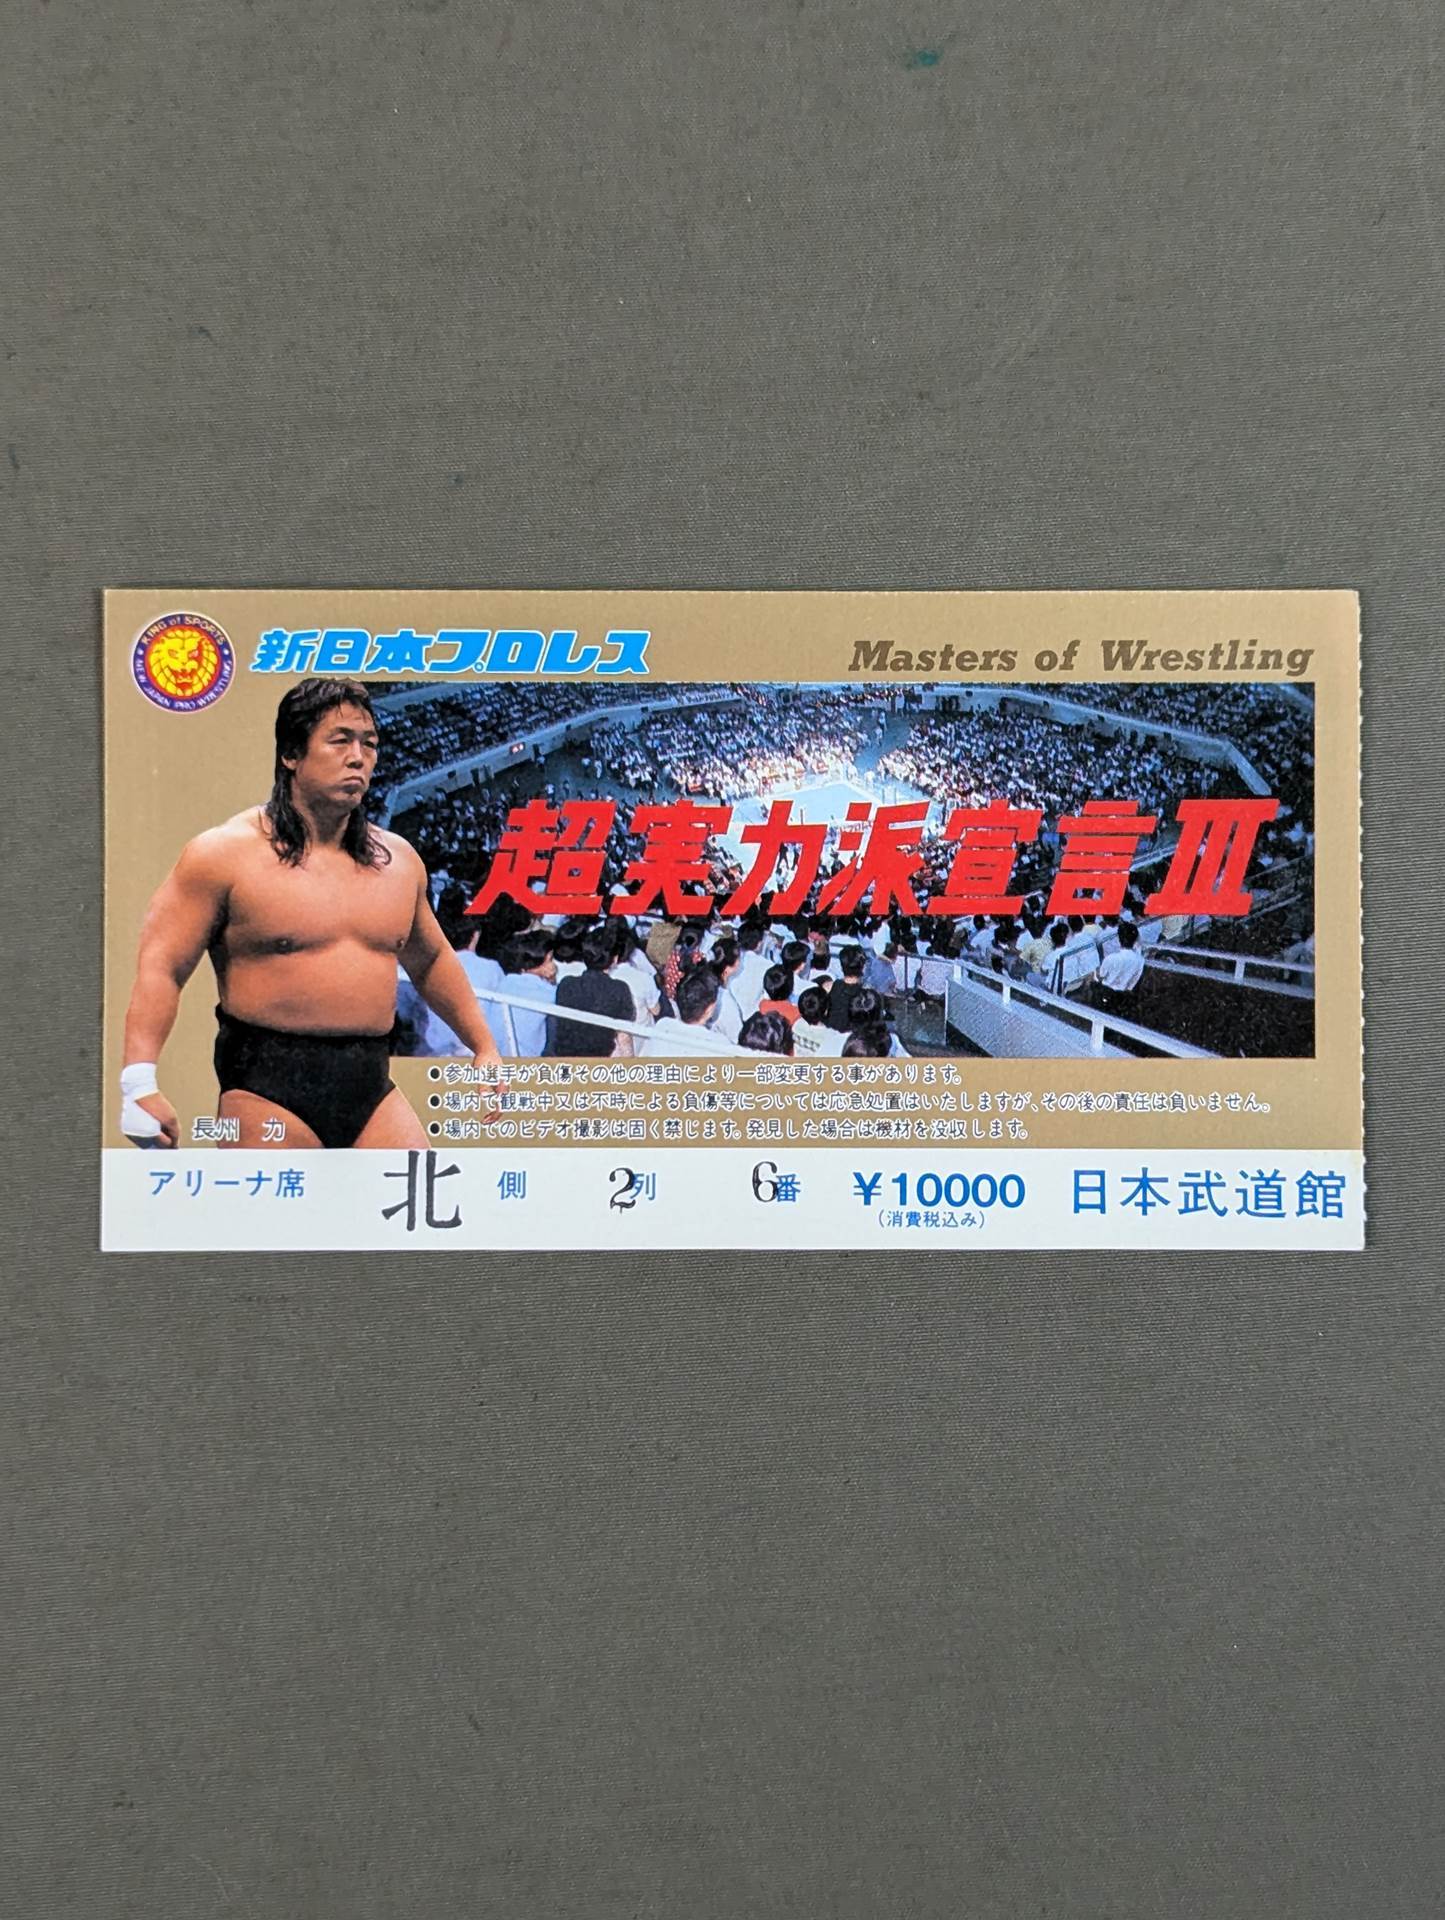 KING of SPORTS
NEW JAPAN PRO WRESTLING
新日本プロレス
Masters of Wrestling
超実力派宣言Ⅲ
●参加選手が負傷その他の理由により一部変更する事があります。
●場内で観戦中又は不時による負傷等については応急処置はいたしますが、その後の責任は負いません。
●場内でのビデオ撮影は固く禁じます。発見した場合は機材を没収します。
長州 力
アリーナ席 北 側 2列 6番 ¥10000 日本武道館
(消費税込み)